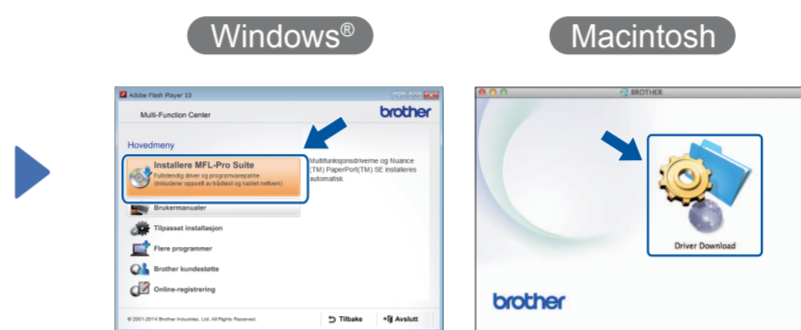 Windows®
Macintosh
Adobe Flash Player 10
Multi-Function Center
brother
Hovedmeny
Installere MFL-Pro Suite
Fullstendig driver og programvarepakke
(Inkluderer oppsett av trådløst og kablet nettverk)
Multifunksjonsdriverne og Nuance
(TM) PaperPort(TM) SE installeres
automatisk.
Brukermanualer
Tilpasset installasjon
Flere programmer
Brother kundestøtte
Online-registrering
© 2001-2014 Brother Industries, Ltd. All Rights Reserved.
Tilbake
Avslutt
BROTHER
Driver Download
brother